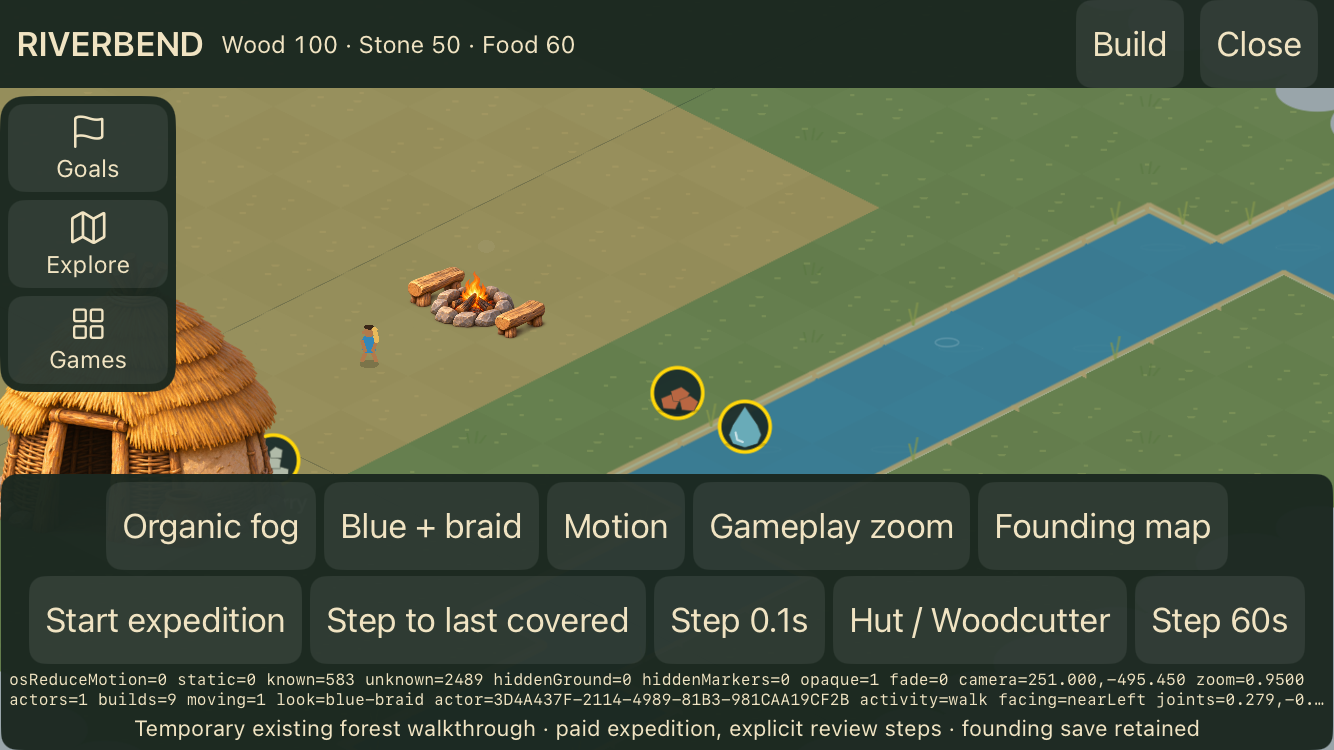 RIVERBEND Wood 100 · Stone 50 · Food 60 Build Close
Goals
Explore
Games
Organic fog Blue + braid Motion Gameplay zoom Founding map
Start expedition Step to last covered Step 0.1s Hut / Woodcutter Step 60s
osReduceMotion=0 static=0 known=583 unknown=2489 hiddenGround=0 hiddenMarkers=0 opaque=1 fade=0 camera=251.000,-495.450 zoom=0.9500
actors=1 builds=9 moving=1 look=blue-braid actor=3D4A437F-2114-4989-81B3-981CAA19CF2B activity=walk facing=nearLeft joints=0.279,-0.…
Temporary existing forest walkthrough · paid expedition, explicit review steps · founding save retained